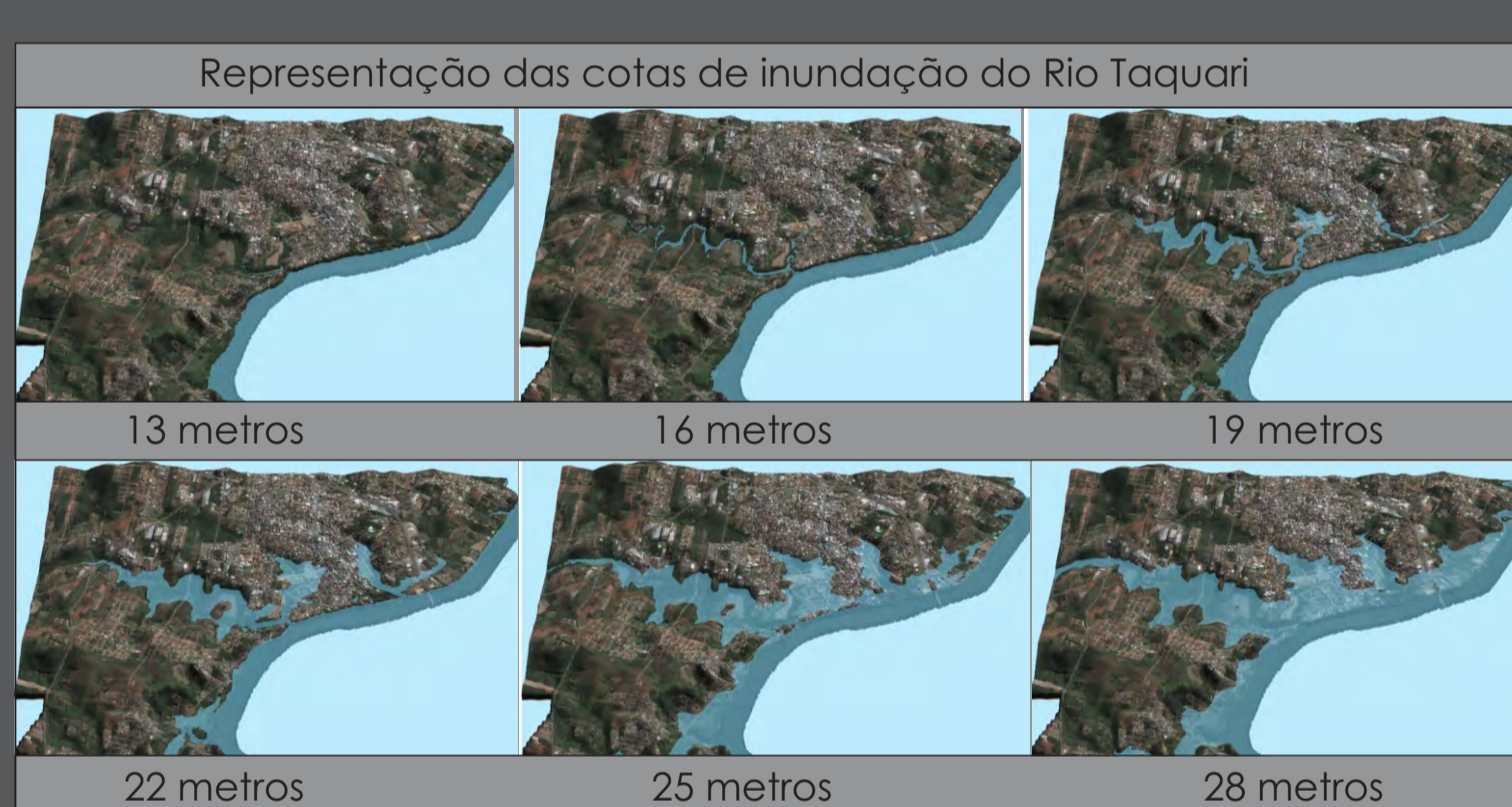 Representação das cotas de inundação do Rio Taquari
13 metros
16 metros
19 metros
22 metros
25 metros
28 metros